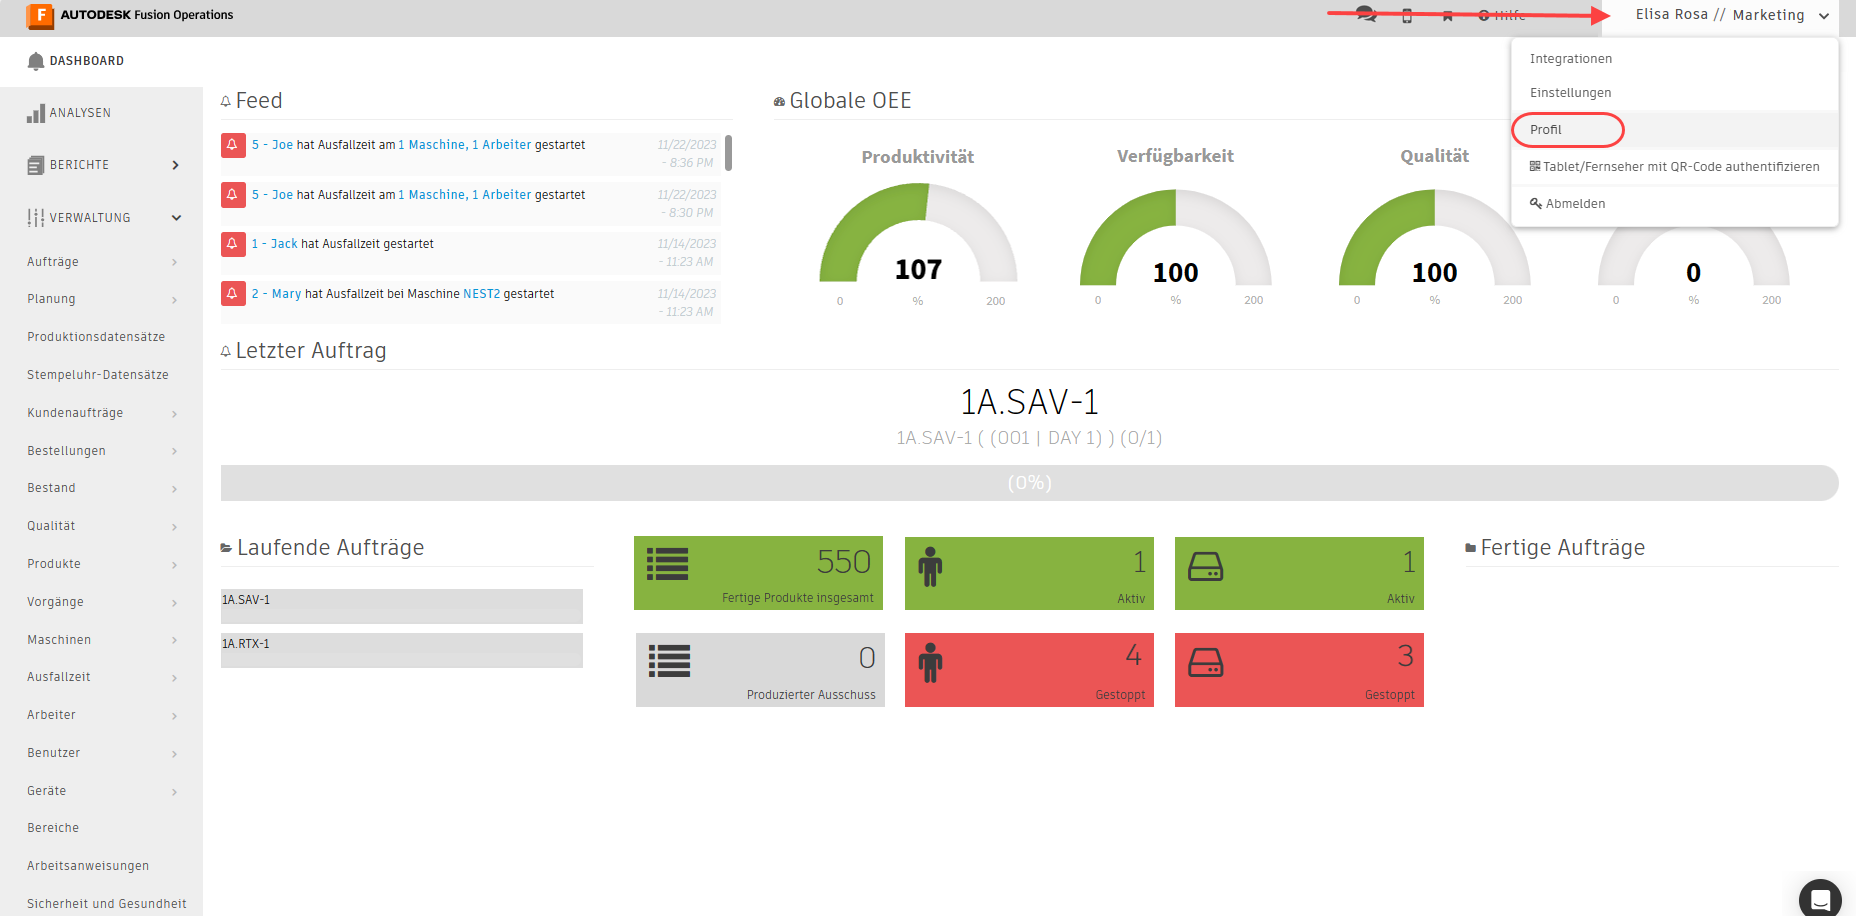 AUTODESK Fusion Operations
Hilfe
Elisa Rosa // Marketing
Integrationen
Einstellungen
Profil
Tablet/Fernseher mit QR-Code authentifizieren
Abmelden
DASHBOARD
ANALYSEN
BERICHTE
VERWALTUNG
Aufträge
Planung
Produktionsdatensätze
Stempeluhr-Datensätze
Kundenaufträge
Bestellungen
Bestand
Qualität
Produkte
Vorgänge
Maschinen
Ausfallzeit
Arbeiter
Benutzer
Geräte
Bereiche
Arbeitsanweisungen
Sicherheit und Gesundheit
Feed
5 - Joe hat Ausfallzeit am 1 Maschine, 1 Arbeiter gestartet
11/22/2023
- 8:36 PM
5 - Joe hat Ausfallzeit am 1 Maschine, 1 Arbeiter gestartet
11/22/2023
- 8:30 PM
1 - Jack hat Ausfallzeit gestartet
11/14/2023
- 11:23 AM
2 - Mary hat Ausfallzeit bei Maschine NEST2 gestartet
11/14/2023
- 11:23 AM
Globale OEE
Produktivität
107
0 % 200
Verfügbarkeit
100
0 % 200
Qualität
100
0 % 200
0
0 % 200
Letzter Auftrag
1A.SAV-1
1A.SAV-1 ( (001 | DAY 1) ) (0/1)
(0%)
Laufende Aufträge
1A.SAV-1
1A.RTX-1
550
Fertige Produkte insgesamt
1
Aktiv
1
Aktiv
0
Produzierter Ausschuss
4
Gestoppt
3
Gestoppt
Fertige Aufträge